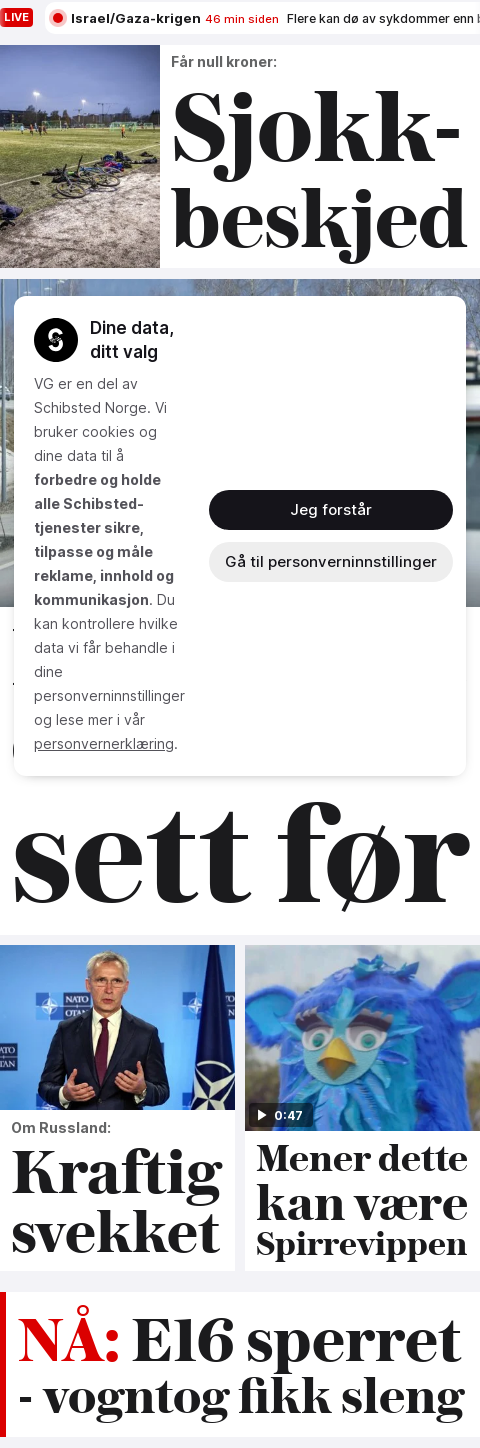 LIVE
Israel/Gaza-krigen 46 min siden Flere kan dø av sykdommer enn
Får null kroner:
Sjokk-
beskjed
Dine data,
ditt valg
VG er en del av
Schibsted Norge. Vi
bruker cookies og
dine data til å
forbedre og holde
alle Schibsted-
tjenester sikre,
tilpasse og måle
reklame, innhold og
kommunikasjon. Du
kan kontrollere hvilke
data vi får behandle i
dine
personverninnstillinger
og lese mer i vår
personvernerklæring.
Jeg forstår
Gå til personverninnstillinger
sett før
NATO
OTAN
NATO
OTAN
NATO
OTAN
0:47
Om Russland:
Kraftig
svekket
Mener dette
kan være
Spirrevippen
NÅ: E16 sperret
- vogntog fikk sleng